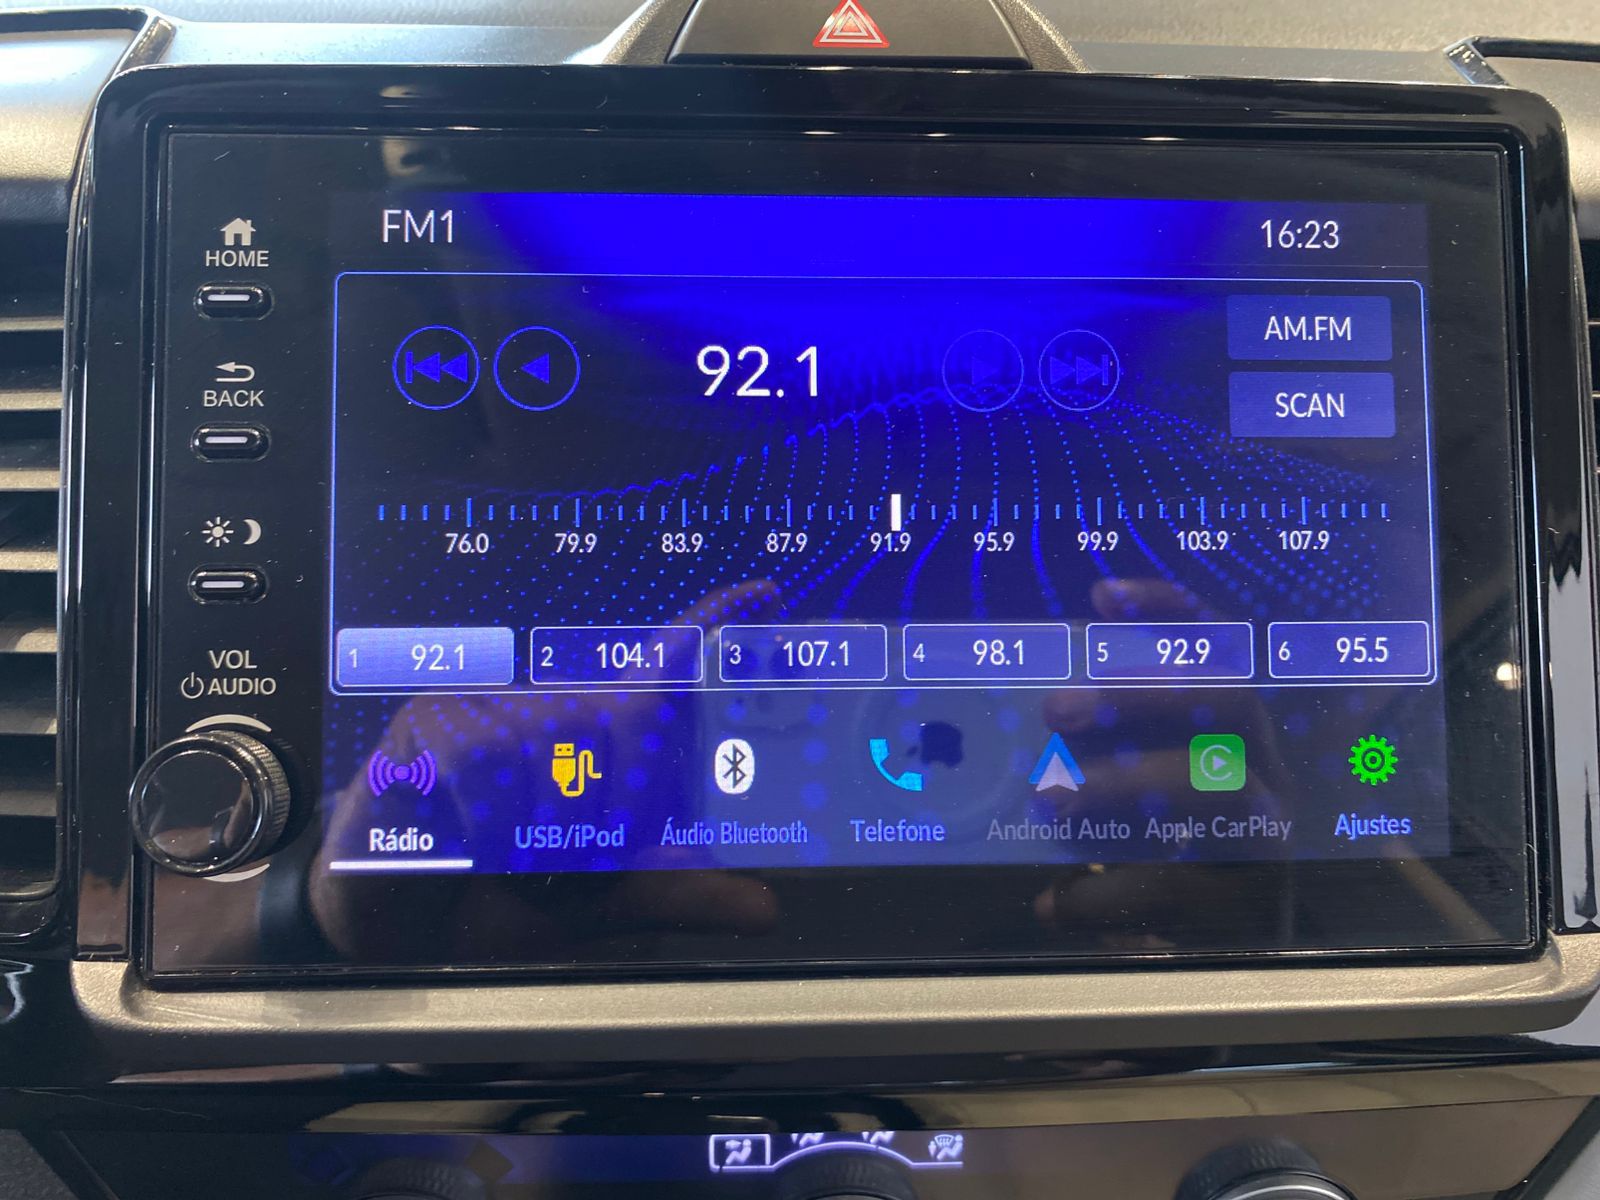 HOME
BACK
VOL
AUDIO
FM1
16:23
92.1
AM.FM
SCAN
76.0 79.9 83.9 87.9 91.9 95.9 99.9 103.9 107.9
1 92.1 2 104.1 3 107.1 4 98.1 5 92.9 6 95.5
Rádio USB/iPod Áudio Bluetooth Telefone Android Auto Apple CarPlay Ajustes